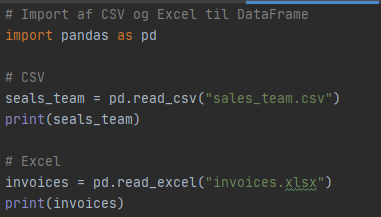 # Import af CSV og Excel til DataFrame
import pandas as pd
# CSV
seals_team = pd.read_csv("sales_team.csv")
print(seals_team)
# Excel
invoices = pd.read_excel("invoices.xlsx")
print(invoices)